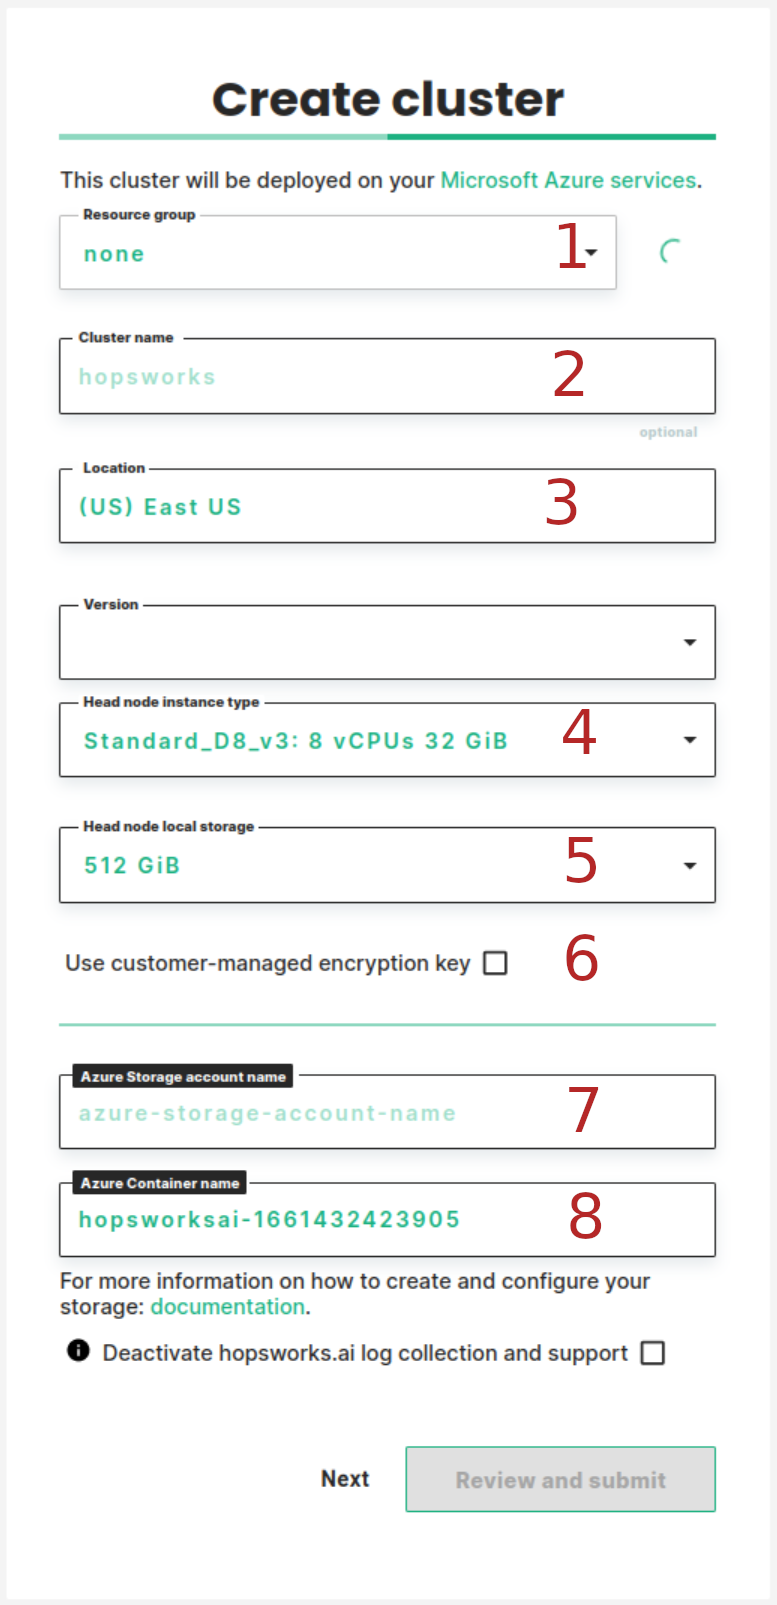 Create cluster
This cluster will be deployed on your Microsoft Azure services.
Resource group
none 1
Cluster name
hopsworks 2
optional
Location
(US) East US 3
Version
Head node instance type
Standard_D8_v3: 8 vCPUs 32 GiB 4
Head node local storage
512 GiB 5
Use customer-managed encryption key 6
Azure Storage account name
azure-storage-account-name 7
Azure Container name
hopsworksai-1661432423905 8
For more information on how to create and configure your
storage: documentation.
Deactivate hopsworks.ai log collection and support
Next Review and submit